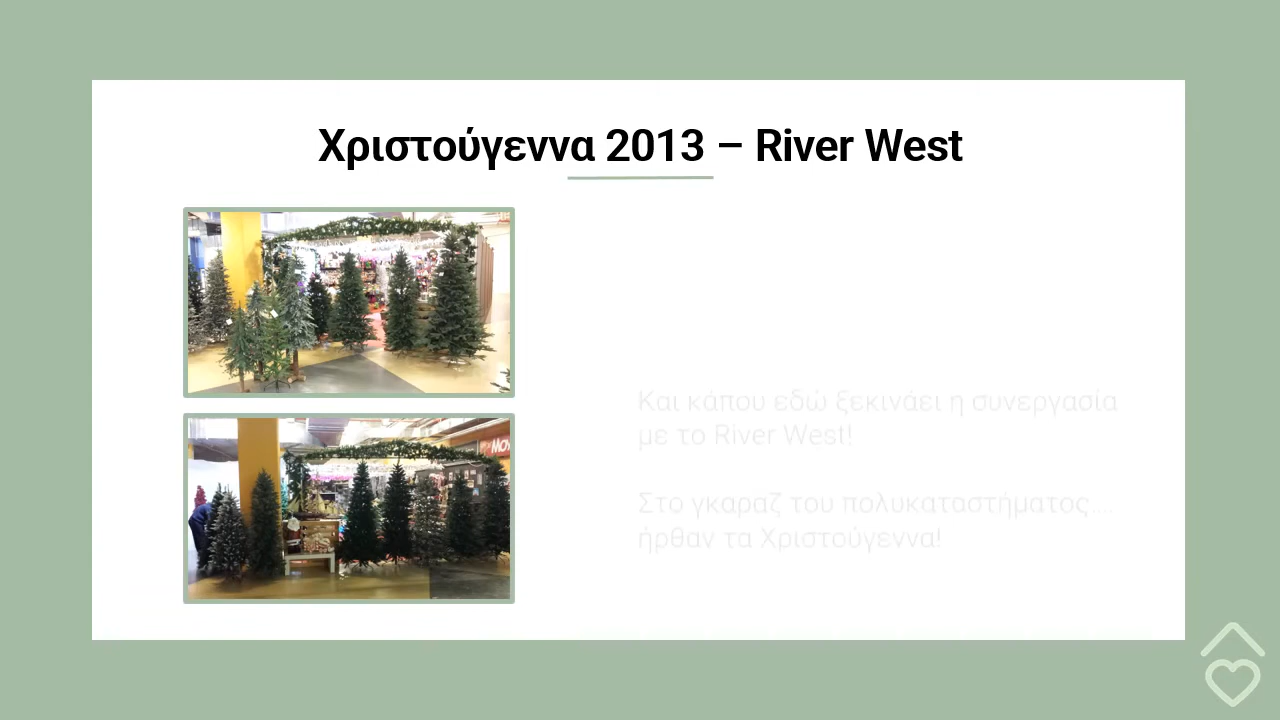 Χριστούγεννα 2013 – River West
Και κάπου εδώ ξεκινάει η συνεργασία
με το River West!
Στο γκαραζ του πολυκαταστήματος....
ήρθαν τα Χριστούγεννα!